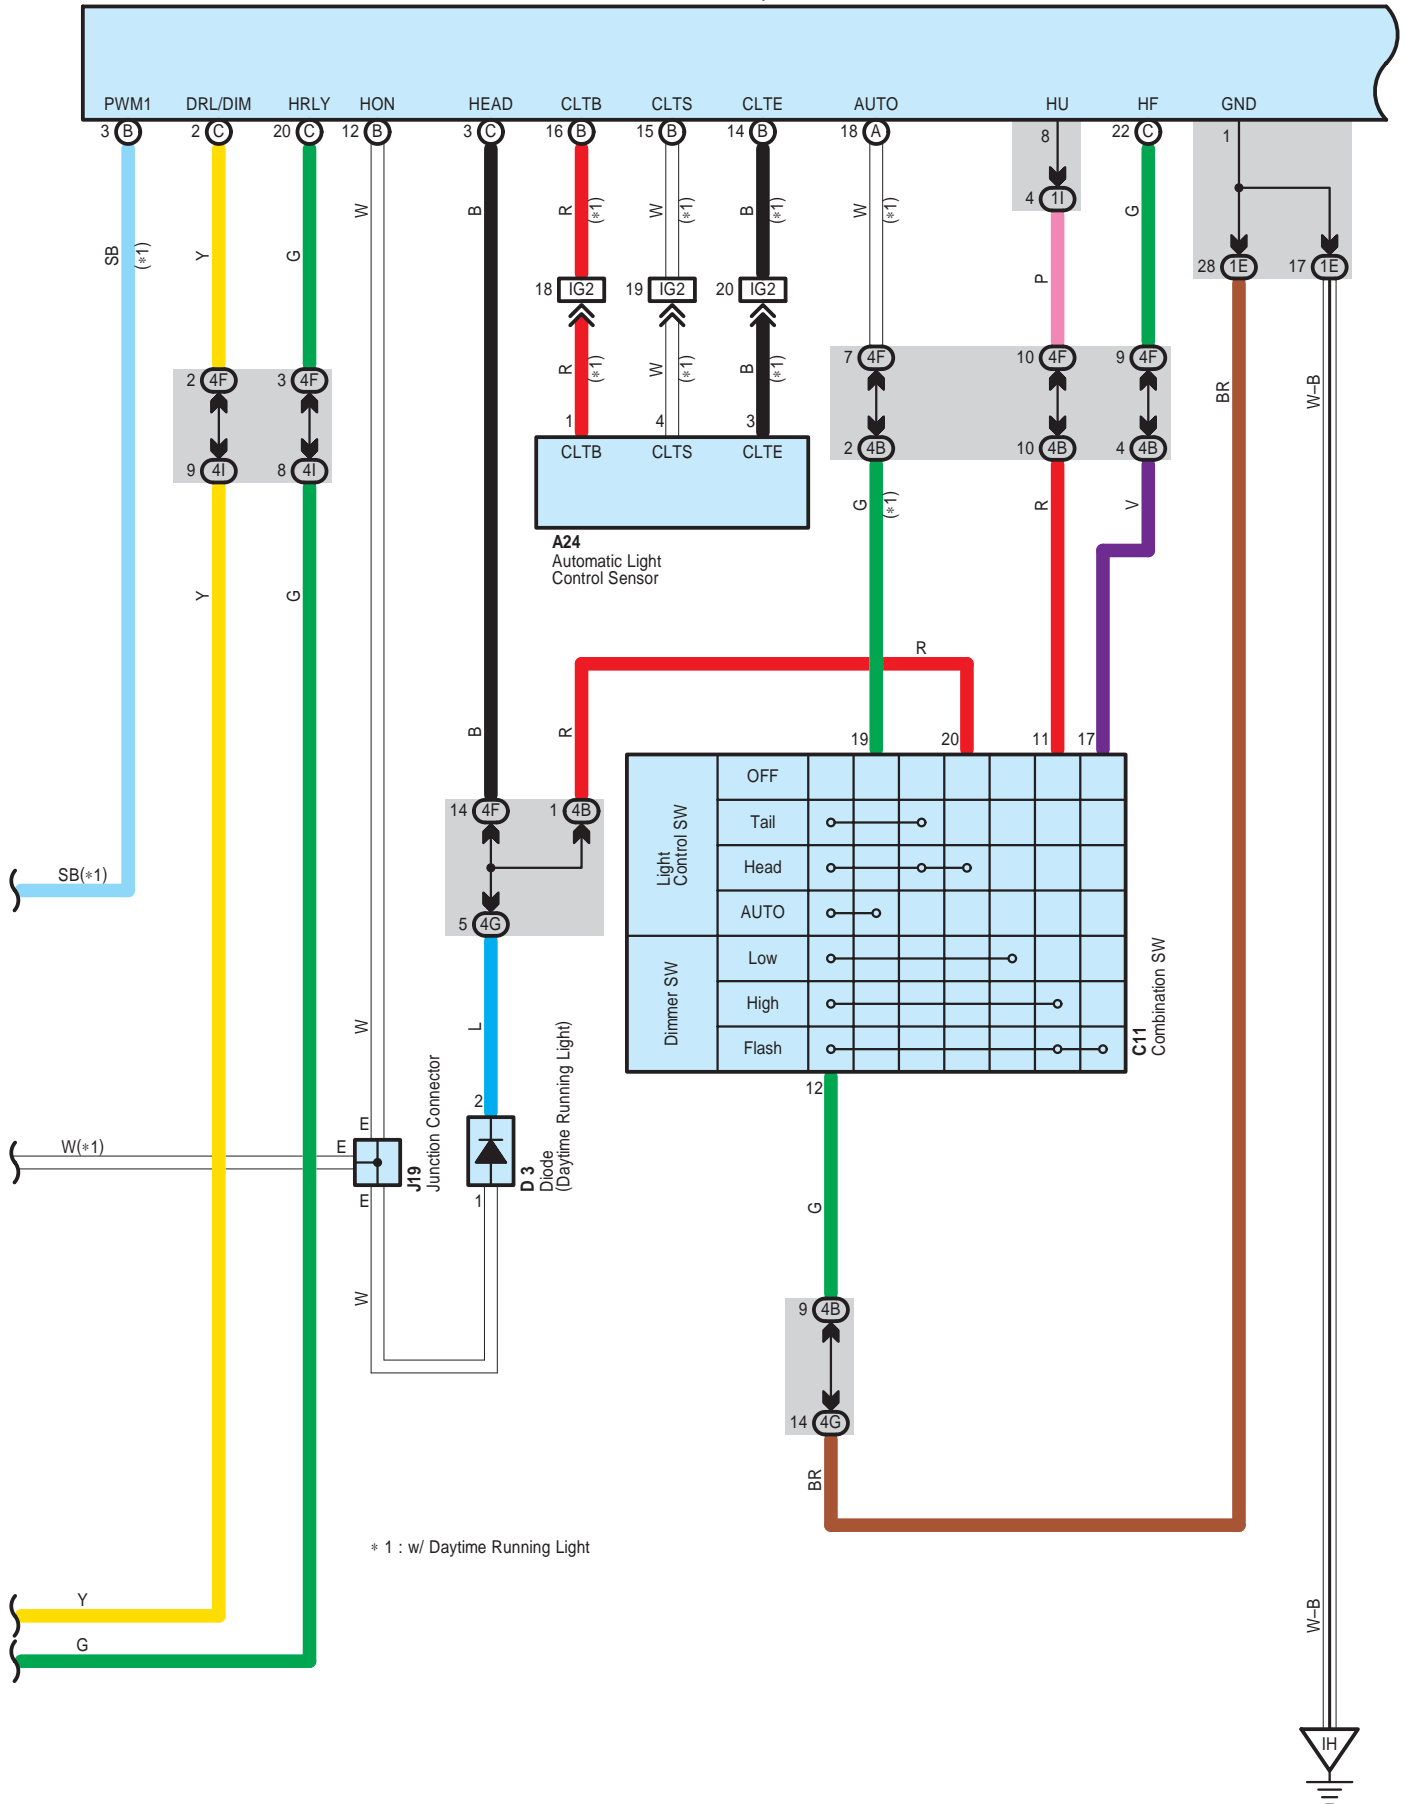 PWM1 DRL/DIM HRLY HON HEAD CLTB CLTS CLTE AUTO HU HF GND
3 B 2 C 20 C 12 B 3 C 16 B 15 B 14 B 18 A 8 22 C 1
4 1I
W B R (*1) W (*1) B (*1) W (*1) G
SB (*1) Y G P
28 1E 17 1E
18 IG2 19 IG2 20 IG2
7 4F 10 4F 9 4F
R (*1) W (*1) B (*1)
2 4F 3 4F
BR W–B
1 4 3
CLTB CLTS CLTE
2 4B 10 4B 4 4B
9 4I 8 4I
G (*1) R V
A24
Automatic Light
Control Sensor
Y G
R
B R
19 20 11 17
14 4F 1 4B
5 4G
Light
Control SW
OFF
Tail
Head
AUTO
Dimmer SW
Low
High
Flash
C11
Combination SW
SB(*1)
W L
12
2
1
D 3
Diode
(Daytime Running Light)
E
E
E
J19
Junction Connector
W(*1)
G
W
9 4B
14 4G
BR
* 1 : w/ Daytime Running Light
Y
G
W–B
IH